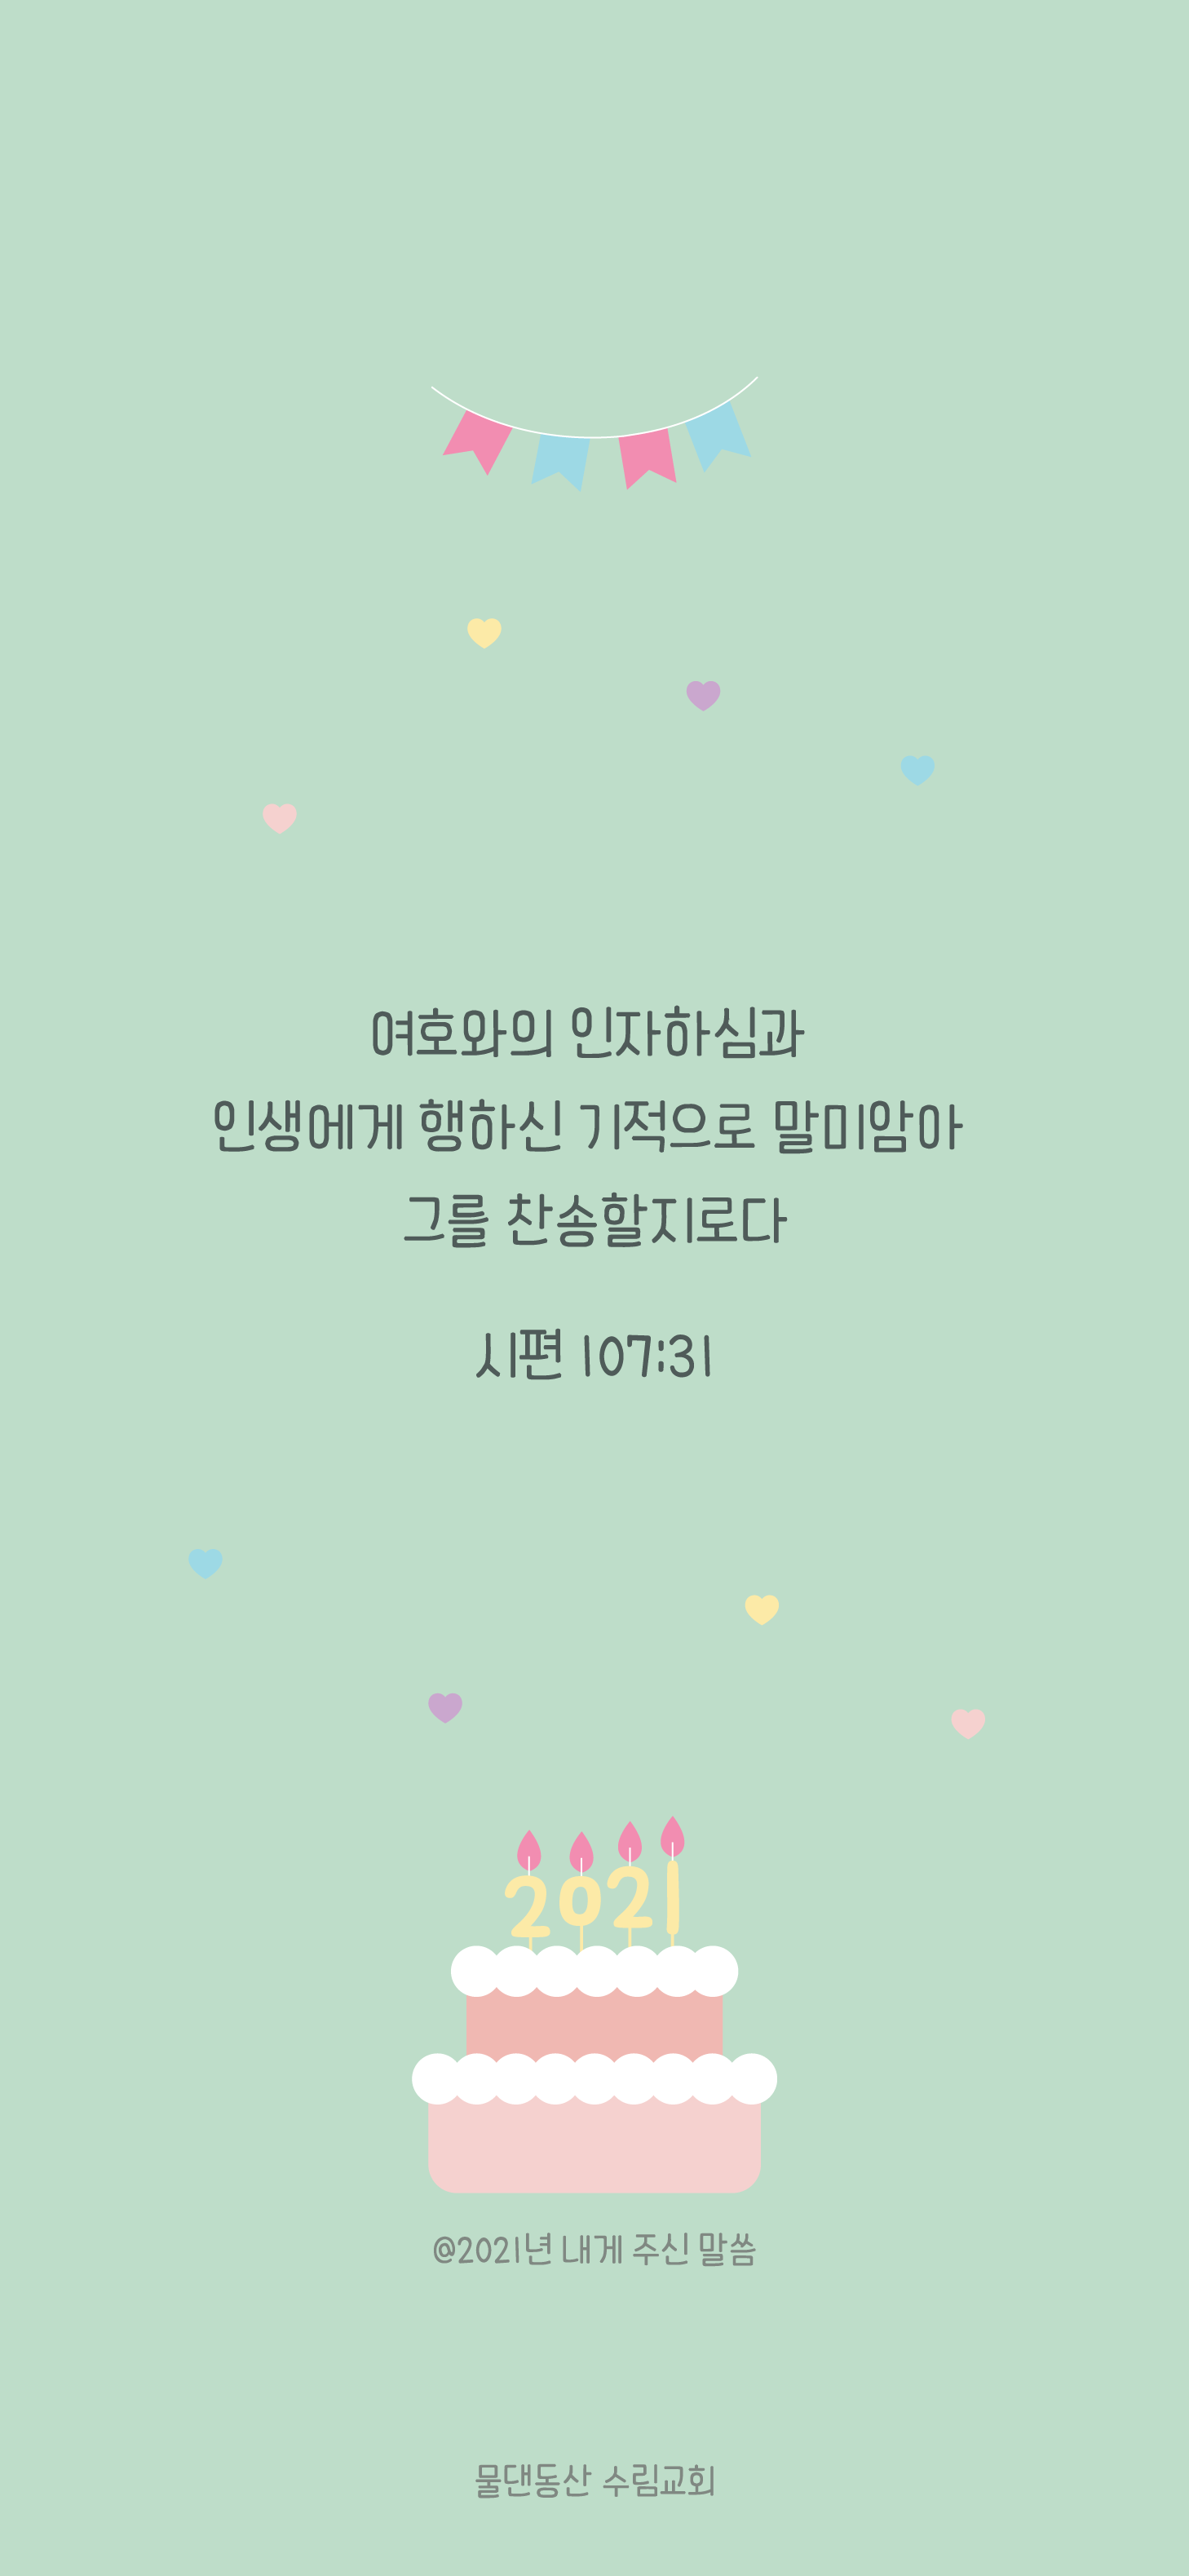 여호와의 인자하심과
인생에게 행하신 기적으로 말미암아
그를 찬송할지로다
시편 107:31
2021
@2021년 내게 주신 말씀
물댄동산 수림교회